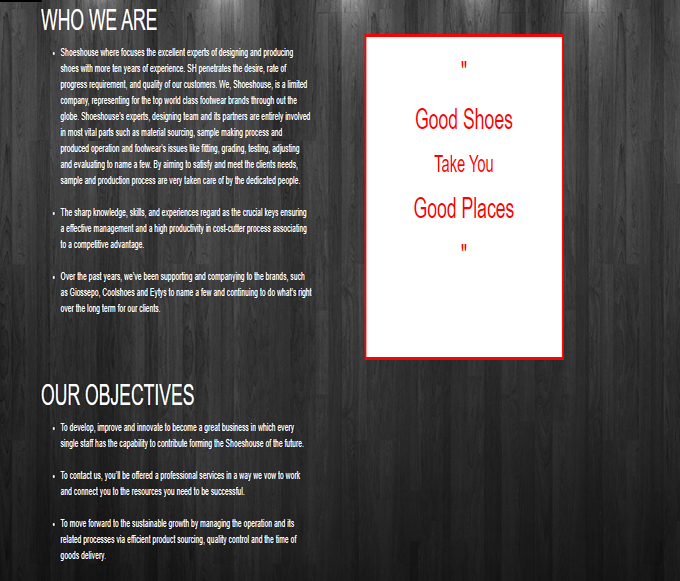 WHO WE ARE
Shoeshouse where focuses the excellent experts of designing and producing
shoes with more ten years of experience. SH penetrates the desire, rate of
progress requirement, and quality of our customers. We, Shoeshouse, is a limited
company, representing for the top world class footwear brands through out the
globe. Shoeshouse's experts, designing team and its partners are entirely involved
in most vital parts such as material sourcing, sample making process and
produced operation and footwear's issues like fitting, grading, testing, adjusting
and evaluating to name a few. By aiming to satisfy and meet the clients needs,
sample and production process are very taken care of by the dedicated people.
The sharp knowledge, skills, and experiences regard as the crucial keys ensuring
a effective management and a high productivity in cost-cutter process associating
to a competitive advantage.
Over the past years, we've been supporting and companying to the brands, such
as Giossepo, Coolshoes and Eytys to name a few and continuing to do what's right
over the long term for our clients.
"
Good Shoes
Take You
Good Places
"
OUR OBJECTIVES
To develop, improve and innovate to become a great business in which every
single staff has the capability to contribute forming the Shoeshouse of the future.
To contact us, you'll be offered a professional services in a way we vow to work
and connect you to the resources you need to be successful.
To move forward to the sustainable growth by managing the operation and its
related processes via efficient product sourcing, quality control and the time of
goods delivery.